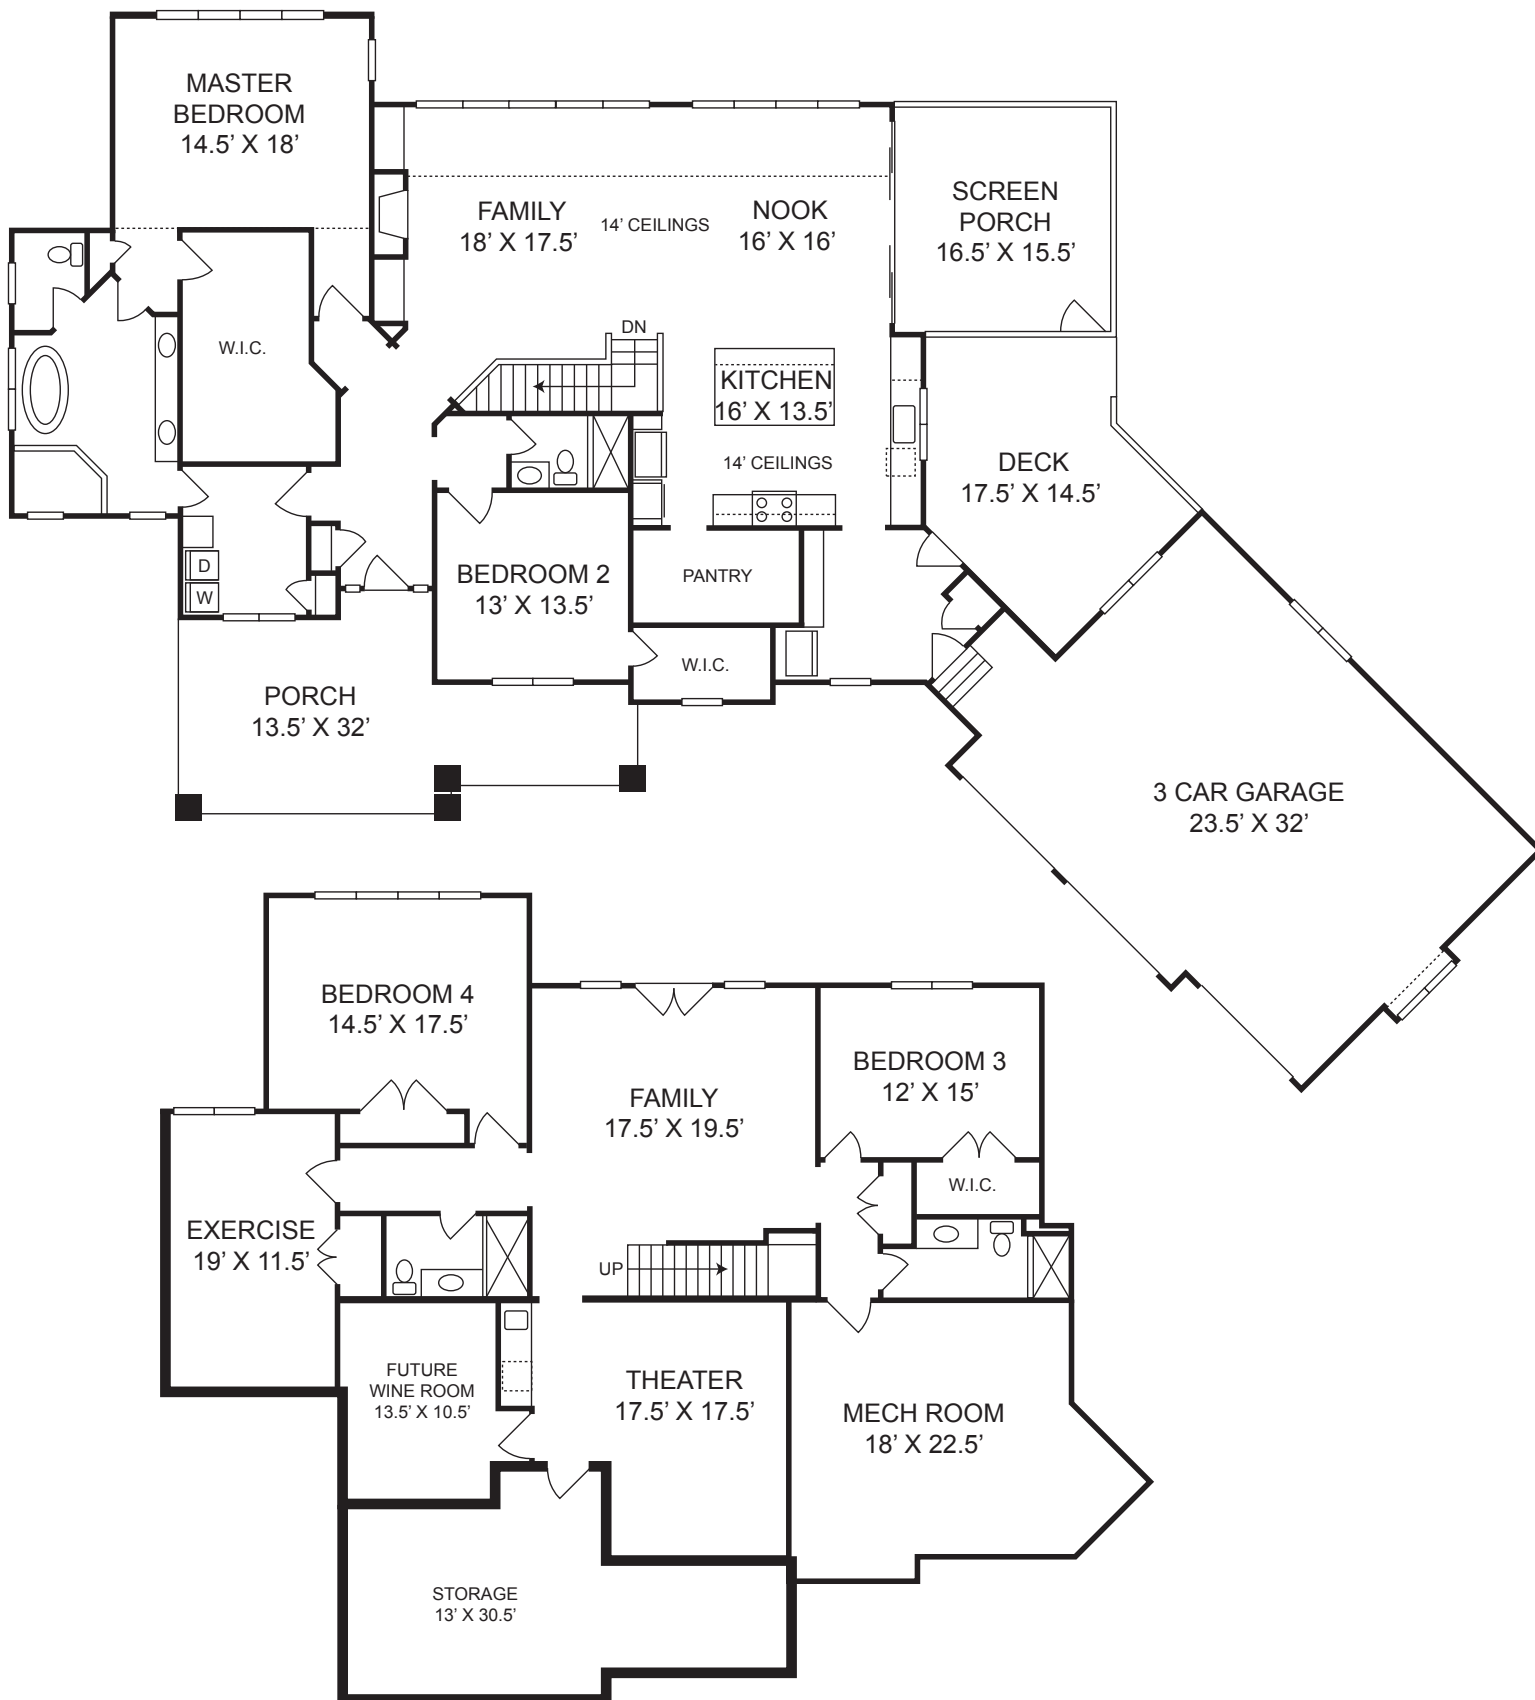 MASTER
BEDROOM
14.5’ X 18’
FAMILY
18’ X 17.5’
14’ CEILINGS
NOOK
16’ X 16’
SCREEN
PORCH
16.5’ X 15.5’
W.I.C.
DN
KITCHEN
16’ X 13.5’
14’ CEILINGS
DECK
17.5’ X 14.5’
D
W
BEDROOM 2
13’ X 13.5’
PANTRY
W.I.C.
PORCH
13.5’ X 32’
3 CAR GARAGE
23.5’ X 32’
BEDROOM 4
14.5’ X 17.5’
FAMILY
17.5’ X 19.5’
BEDROOM 3
12’ X 15’
W.I.C.
EXERCISE
19’ X 11.5’
UP
FUTURE
WINE ROOM
13.5’ X 10.5’
THEATER
17.5’ X 17.5’
MECH ROOM
18’ X 22.5’
STORAGE
13’ X 30.5’